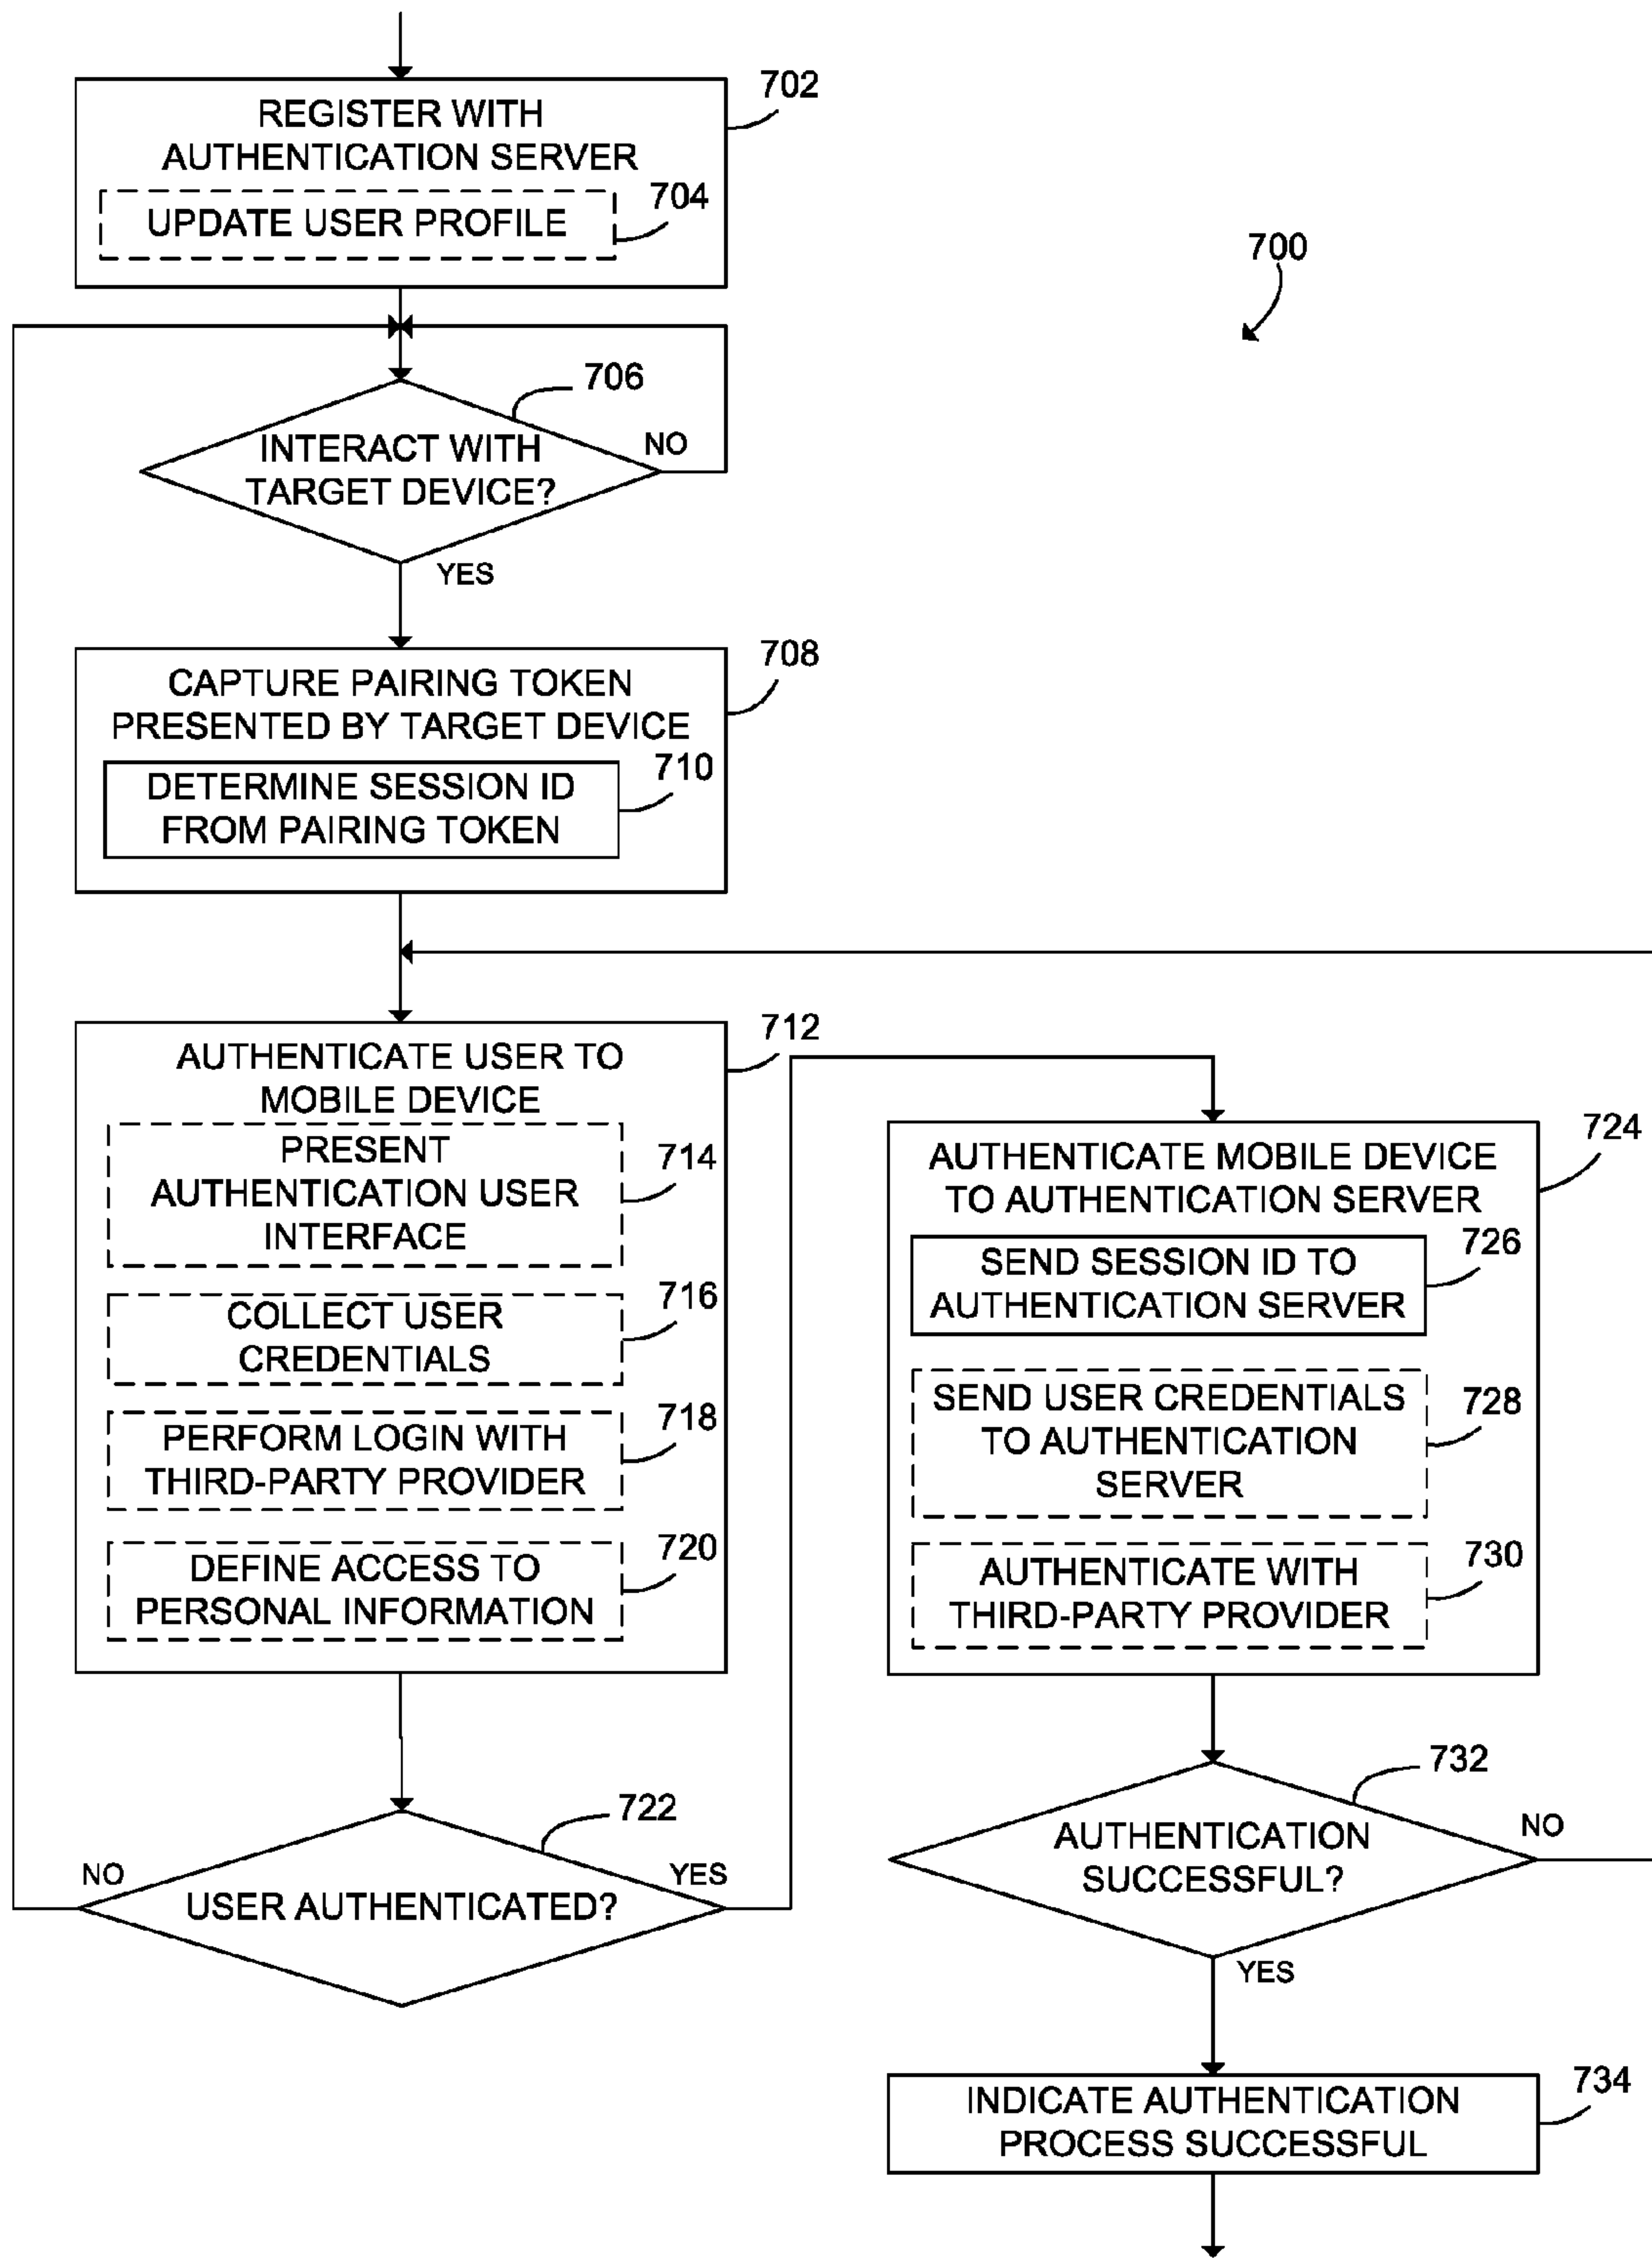 702
REGISTER WITH
AUTHENTICATION SERVER
704
UPDATE USER PROFILE
700
706
INTERACT WITH
TARGET DEVICE?
NO
YES
708
CAPTURE PAIRING TOKEN
PRESENTED BY TARGET DEVICE
710
DETERMINE SESSION ID
FROM PAIRING TOKEN
712
AUTHENTICATE USER TO
MOBILE DEVICE
PRESENT
AUTHENTICATION USER
INTERFACE
714
COLLECT USER
CREDENTIALS
716
PERFORM LOGIN WITH
THIRD-PARTY PROVIDER
718
DEFINE ACCESS TO
PERSONAL INFORMATION
720
722
NO
YES
USER AUTHENTICATED?
724
AUTHENTICATE MOBILE DEVICE
TO AUTHENTICATION SERVER
726
SEND SESSION ID TO
AUTHENTICATION SERVER
SEND USER CREDENTIALS
TO AUTHENTICATION
SERVER
728
AUTHENTICATE WITH
THIRD-PARTY PROVIDER
730
732
AUTHENTICATION
SUCCESSFUL?
NO
YES
734
INDICATE AUTHENTICATION
PROCESS SUCCESSFUL